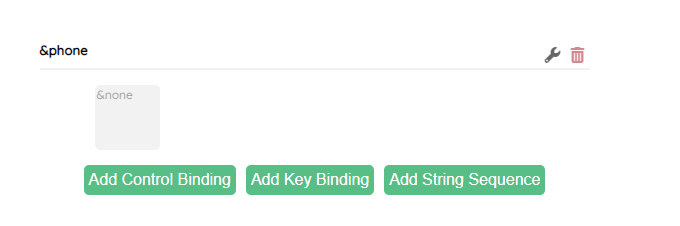 &phone
&none
Add Control Binding Add Key Binding Add String Sequence